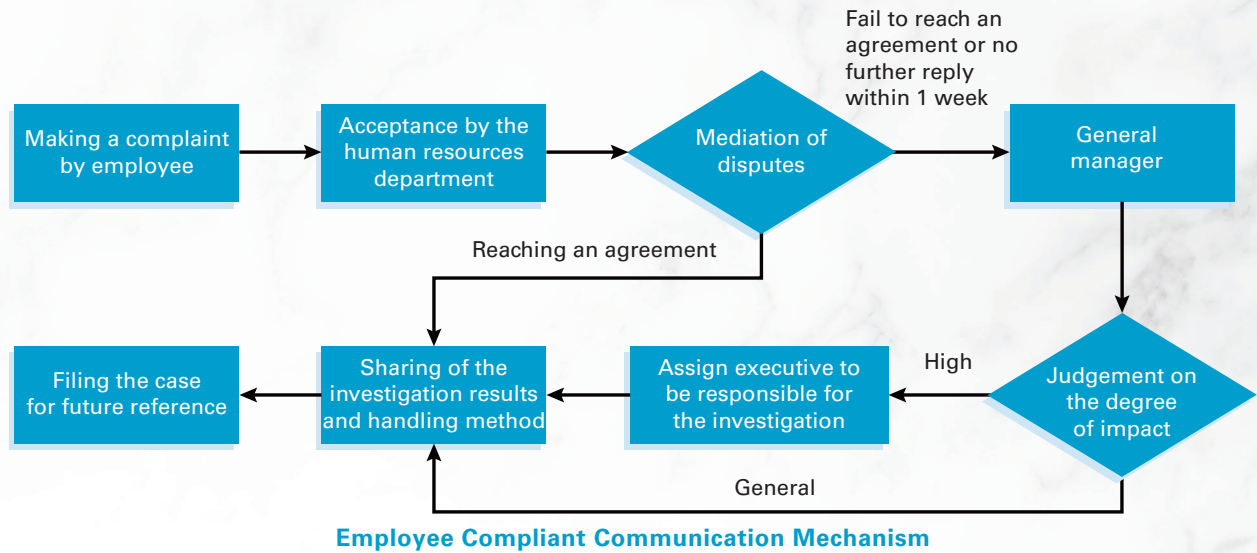 Fail to reach an
agreement or no
further reply
within 1 week
Making a complaint
by employee
Acceptance by the
human resources
department
Mediation of
disputes
General
manager
Reaching an agreement
Filing the case
for future reference
Sharing of the
investigation results
and handling method
Assign executive to
be responsible for
the investigation
High
Judgement on
the degree
of impact
General
Employee Compliant Communication Mechanism